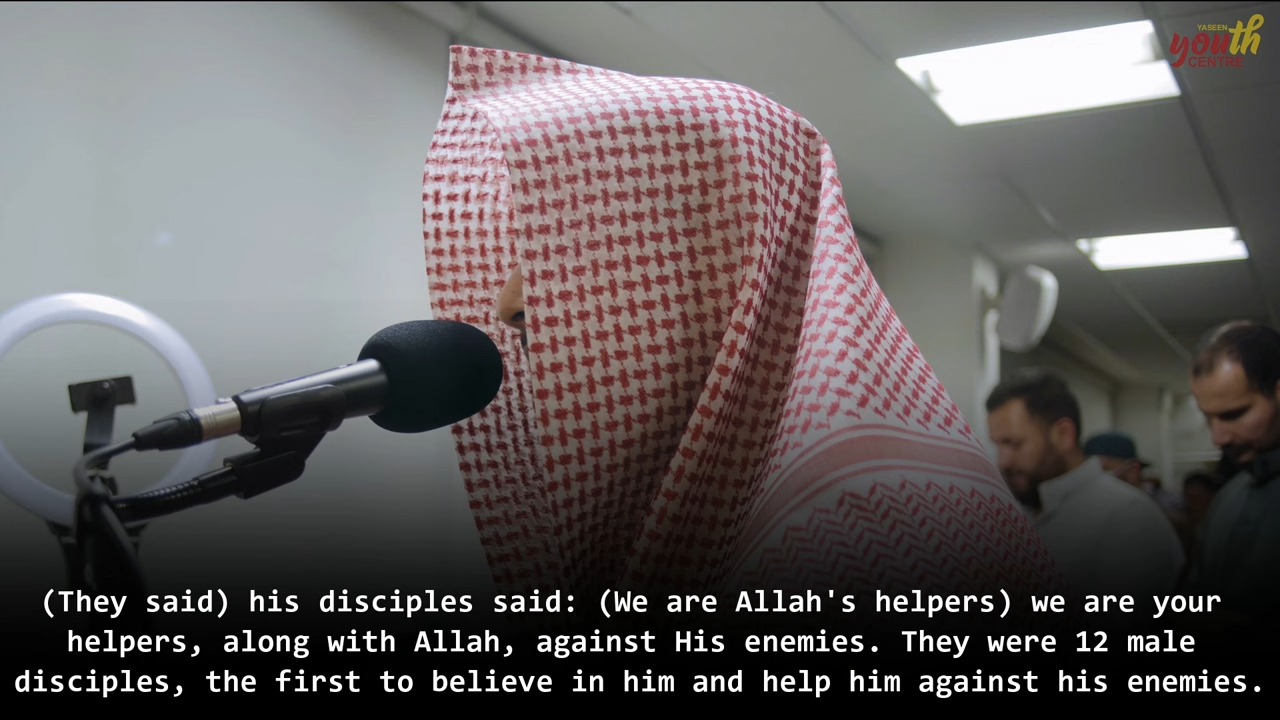 YASEEN
youth
CENTRE
(They said) his disciples said: (We are Allah's helpers) we are your
helpers, along with Allah, against His enemies. They were 12 male
disciples, the first to believe in him and help him against his enemies.